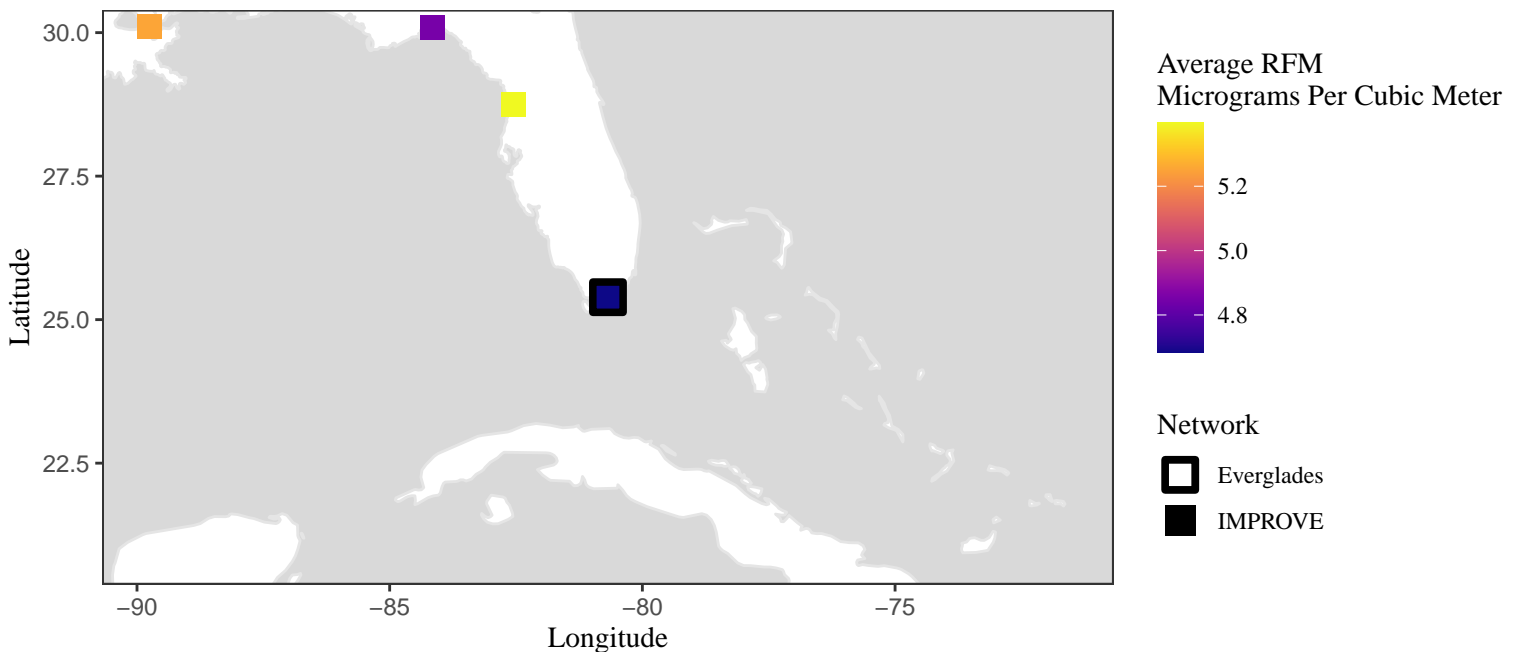 30.0
27.5
25.0
22.5
Latitude
−90
−85
−80
−75
Longitude
Average RFM
Micrograms Per Cubic Meter
5.2
5.0
4.8
Network
Everglades
IMPROVE